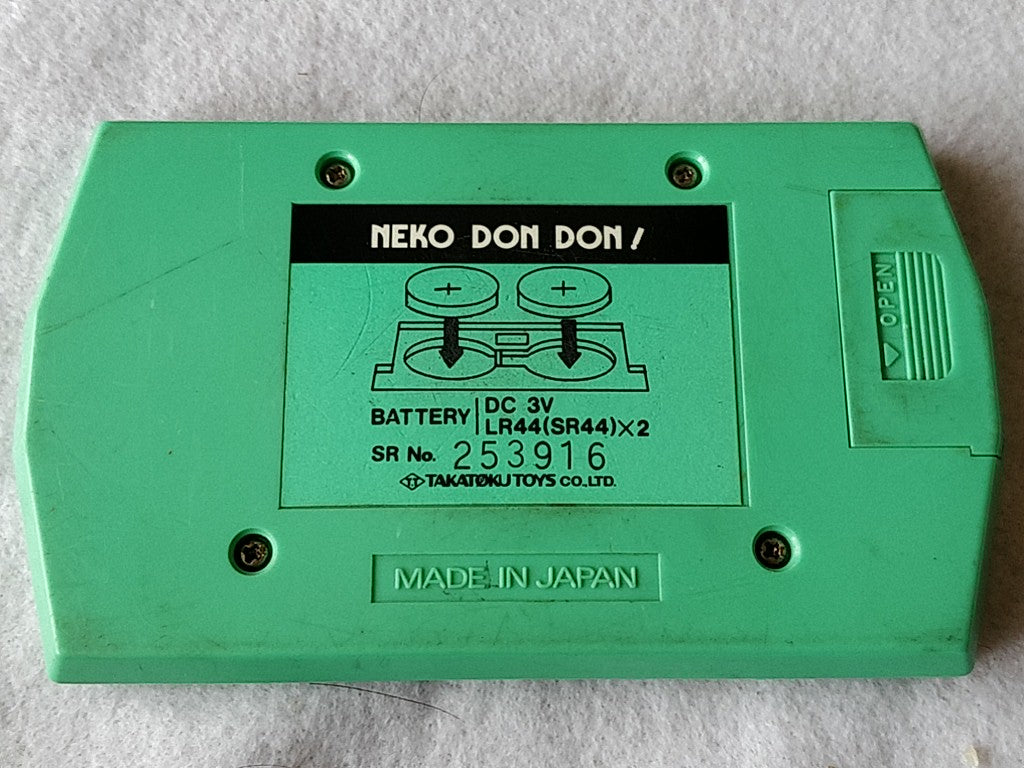 NEKO DON DON!
+ +
BATTERY DC 3V
LR44(SR44)×2
SR No. 253916
TT TAKATOKU TOYS CO.,LTD.
MADE IN JAPAN
OPEN